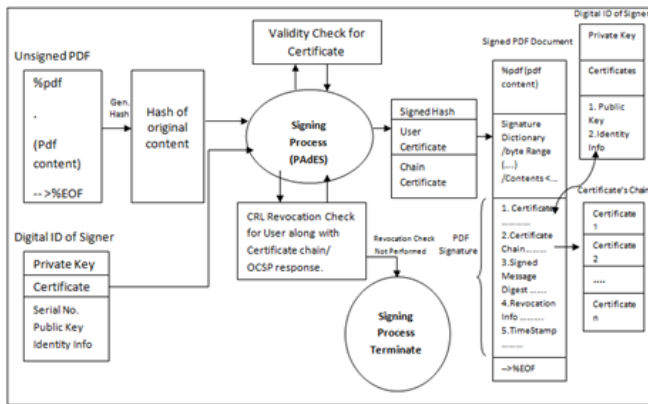 Unsigned PDF
%pdf
.
(Pdf
content)
-->%EOF
Gen.
Hash
Hash of
original
content
Validity Check for
Certificate
Signing
Process
(PAdES)
Signed Hash
User
Certificate
Chain
Certificate
CRL Revocation Check
for User along with
Certificate chain/
OCSP response.
Revocation Check
Not Performed
Signing
Process
Terminate
Digital ID of Signer
Private Key
Certificate
Serial No.
Public Key
Identity Info
Signed PDF Document
%pdf (pdf
content)
Signature
Dictionary
/byte Range
(....)
/Contents <...
PDF
Signature
1. Certificate....
............
2.Certificate
Chain.........
3.Signed
Message
Digest .......
4.Revocation
Info ..........
5.TimeStamp
.........
-->%EOF
Digital ID of Signer
Private Key
Certificates
1. Public
Key
2.Identity
Info
Certificate's Chain
Certificate
1
Certificate
2
....
Certificate
n